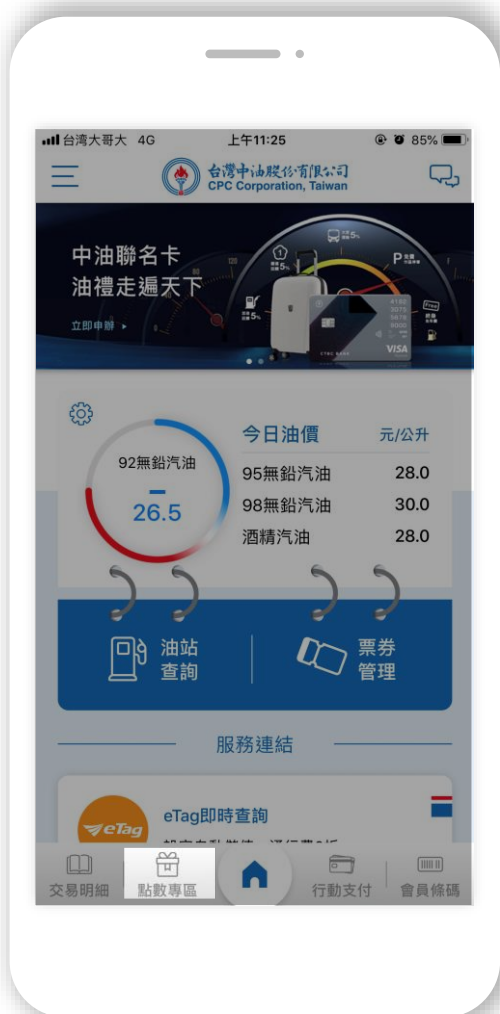 台湾大哥大 4G 上午11:25 85%
台灣中油股份有限公司
CPC Corporation, Taiwan
中油聯名卡
油禮走遍天下
立即申辦
5%
5%
5%
P
VISA
今日油價 元/公升
92無鉛汽油
26.5
95無鉛汽油 28.0
98無鉛汽油 30.0
酒精汽油 28.0
油站
查詢
票券
管理
服務連結
eTag
eTag即時查詢
交易明細 點數專區 行動支付 會員條碼